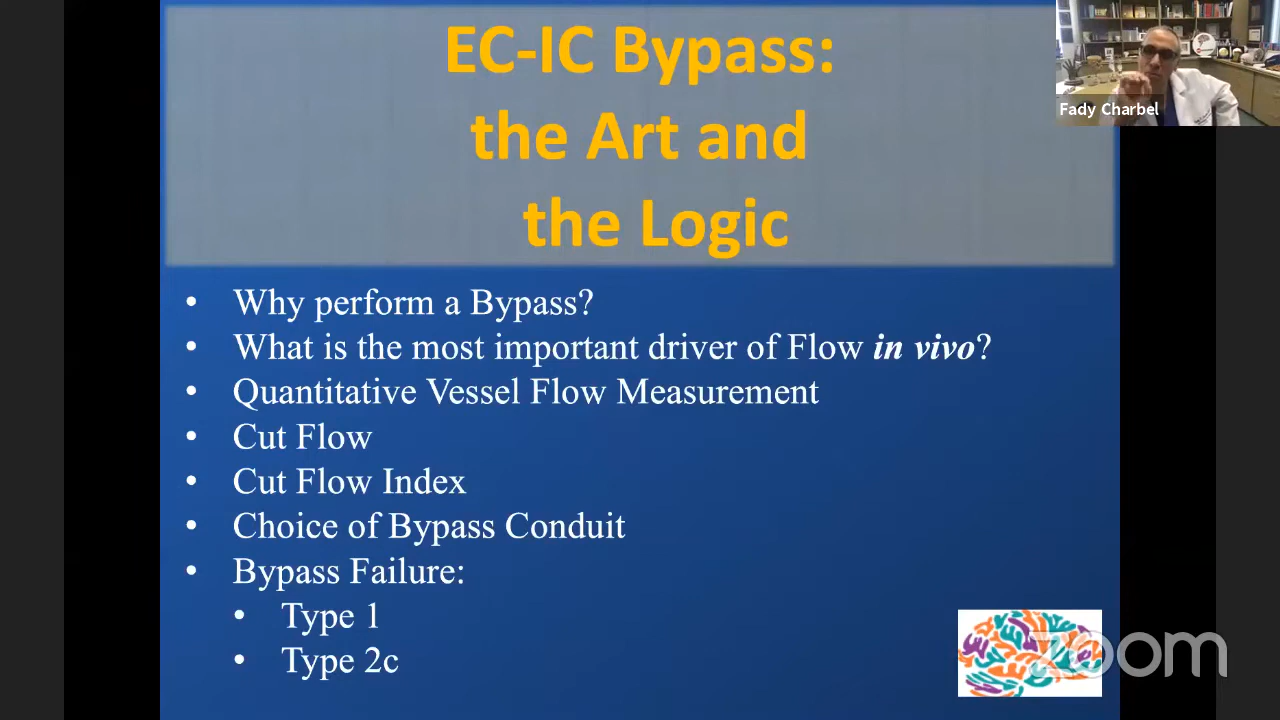 EC-IC Bypass:
the Art and
the Logic
Fady Charbel
• Why perform a Bypass?
• What is the most important driver of Flow in vivo?
• Quantitative Vessel Flow Measurement
• Cut Flow
• Cut Flow Index
• Choice of Bypass Conduit
• Bypass Failure:
• Type 1
• Type 2c
zoom